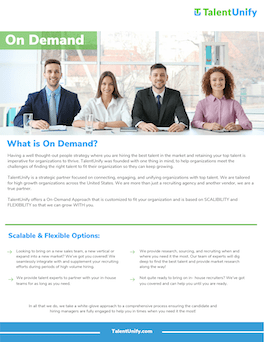 TalentUnify
On Demand
What is On Demand?
Having a well thought out people strategy where you are hiring the best talent in the market and retaining your top talent is
imperative for organizations to thrive. TalentUnify was founded with one thing in mind, to help organizations meet the
challenges of finding the right talent to fit their organization so they can keep growing.
TalentUnify is a strategic partner focused on connecting, engaging, and unifying organizations with top talent. We are tailored
for high growth organizations across the United States. We are more than just a recruiting agency and another vendor, we are a
true partner.
TalentUnify offers a On-Demand Approach that is customized to fit your organization and is based on SCALIBILITY and
FLEXIBILITY so that we can grow WITH you.
Scalable & Flexible Options:
Looking to hiring on a new sales team, a new vertical or
expand into a new market? We've got you covered! We
seamlessly integrate with and supplement your recruiting
efforts during periods of high volume hiring.
We provide talent experts to partner with your in-house
teams for as long as you need.
We provide research, sourcing, and recruiting when and
where you need it the most. Our team of experts will dig
deep to find the best talent and provide market research
along the way!
Not quite ready to bring on in-house recruiters? We've got
you covered and can help you until you are ready.
In all that we do, we take a white-glove approach to a comprehensive process ensuring the candidate and
hiring managers are fully engaged to help you in times when you need it the most!
TalentUnify.com